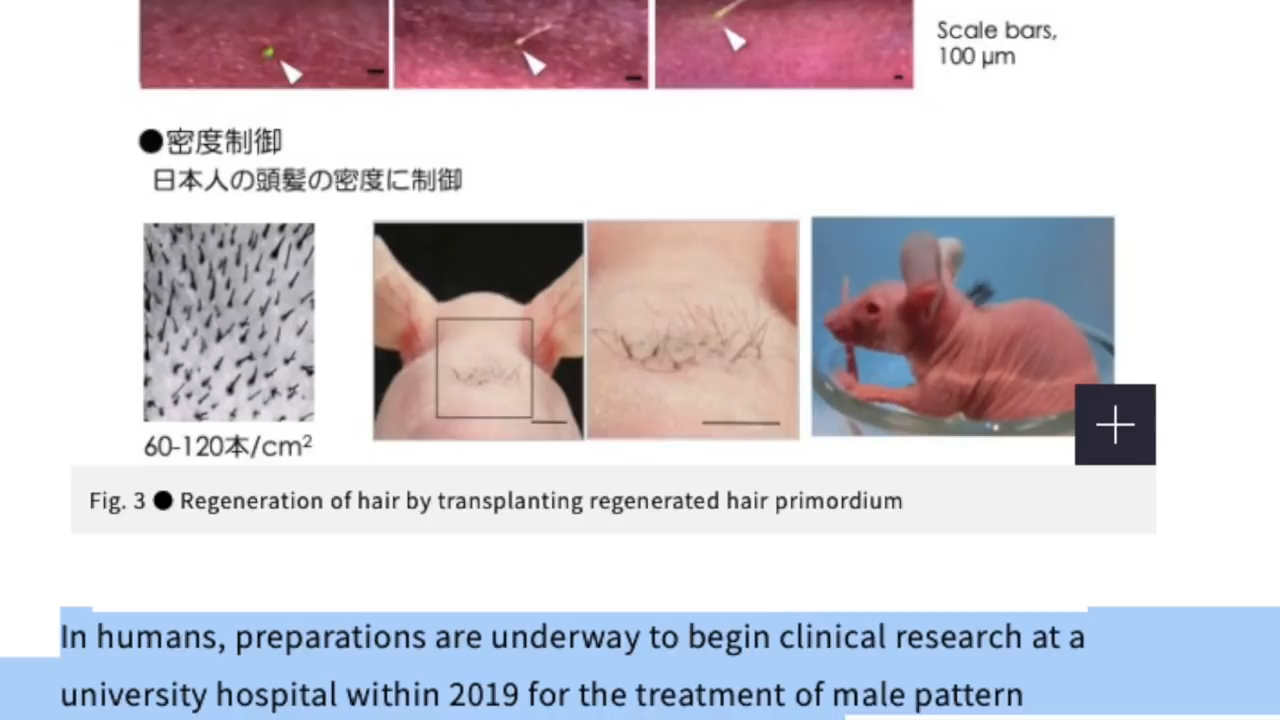 Scale bars,
100 µm
●密度制御
日本人の頭髪の密度に制御
60-120本/cm²
Fig. 3 ● Regeneration of hair by transplanting regenerated hair primordium
In humans, preparations are underway to begin clinical research at a
university hospital within 2019 for the treatment of male pattern